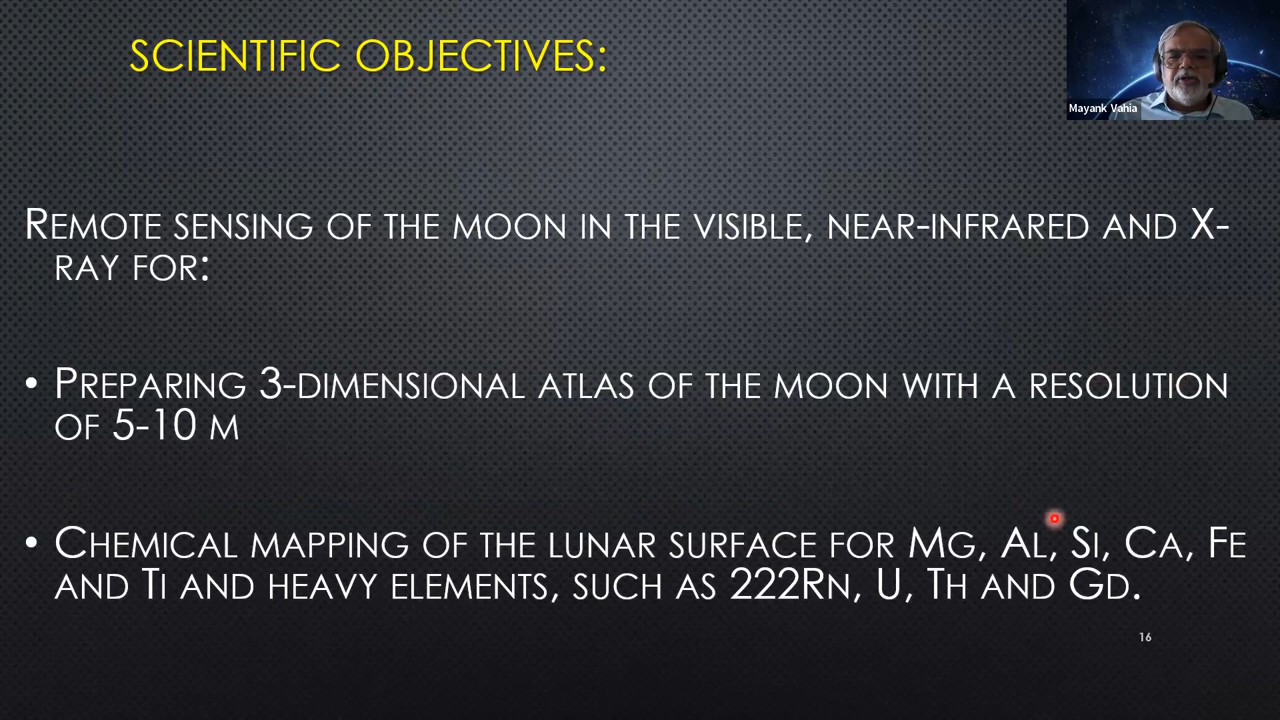 SCIENTIFIC OBJECTIVES:
Mayank Vahia
REMOTE SENSING OF THE MOON IN THE VISIBLE, NEAR-INFRARED AND X-
RAY FOR:
• PREPARING 3-DIMENSIONAL ATLAS OF THE MOON WITH A RESOLUTION
OF 5-10 M
• CHEMICAL MAPPING OF THE LUNAR SURFACE FOR MG, AL, SI, CA, FE
AND TI AND HEAVY ELEMENTS, SUCH AS 222RN, U, TH AND GD.
16